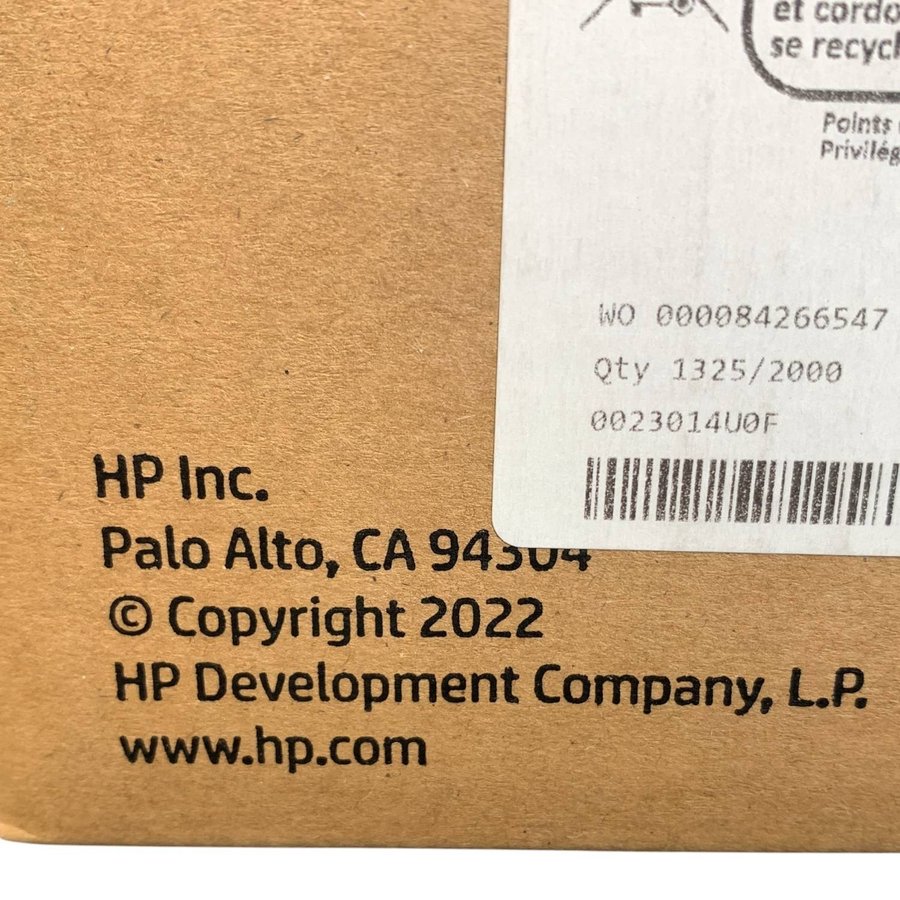 et cordo
se recycl
Points
Privilég
WO 000084266547
Qty 1325/2000
0023014U0F
HP Inc.
Palo Alto, CA 94304
© Copyright 2022
HP Development Company, L.P.
www.hp.com